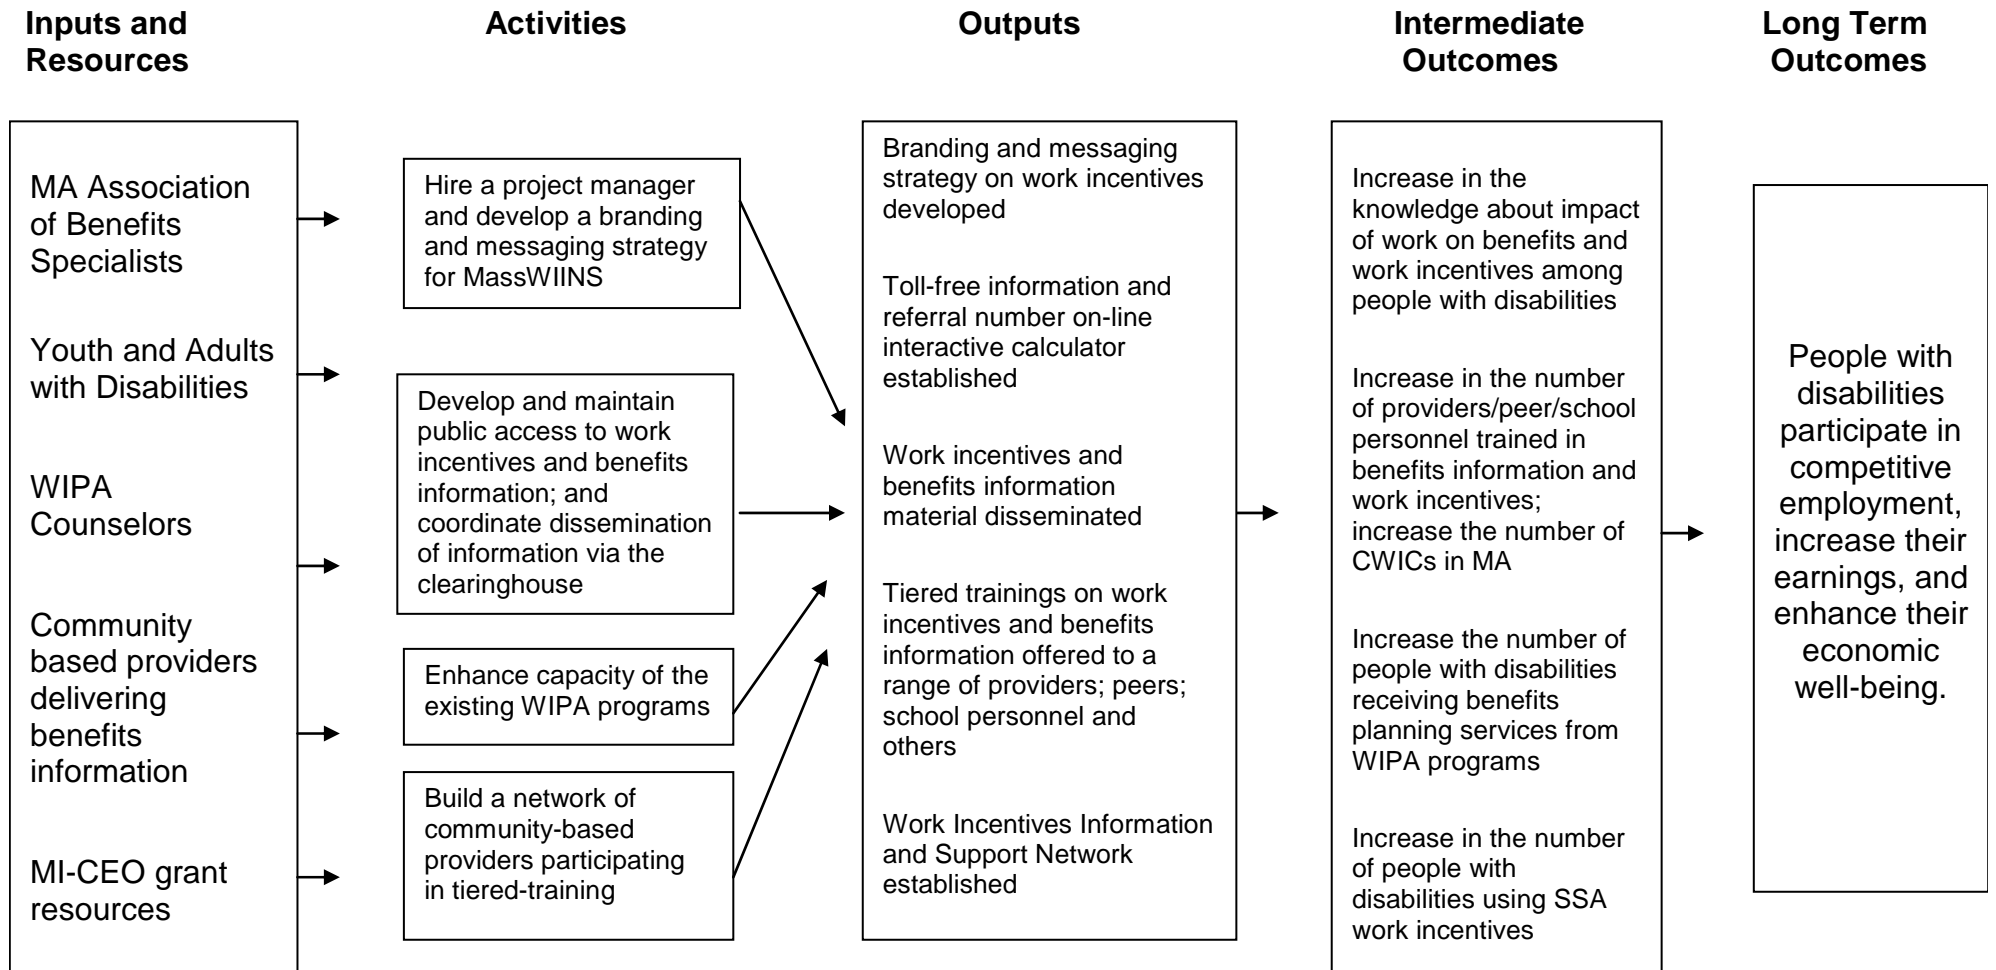 Inputs and
Resources
Activities
Outputs
Intermediate
Outcomes
Long Term
Outcomes
MA Association
of Benefits
Specialists
Youth and Adults
with Disabilities
WIPA
Counselors
Community
based providers
delivering
benefits
information
MI-CEO grant
resources
Hire a project manager
and develop a branding
and messaging strategy
for MassWIINS
Develop and maintain
public access to work
incentives and benefits
information; and
coordinate dissemination
of information via the
clearinghouse
Enhance capacity of the
existing WIPA programs
Build a network of
community-based
providers participating
in tiered-training
Branding and messaging
strategy on work incentives
developed
Toll-free information and
referral number on-line
interactive calculator
established
Work incentives and
benefits information
material disseminated
Tiered trainings on work
incentives and benefits
information offered to a
range of providers; peers;
school personnel and
others
Work Incentives Information
and Support Network
established
Increase in the
knowledge about impact
of work on benefits and
work incentives among
people with disabilities
Increase in the number
of providers/peer/school
personnel trained in
benefits information and
work incentives;
increase the number of
CWICs in MA
Increase the number of
people with disabilities
receiving benefits
planning services from
WIPA programs
Increase in the number
of people with
disabilities using SSA
work incentives
People with
disabilities
participate in
competitive
employment,
increase their
earnings, and
enhance their
economic
well-being.